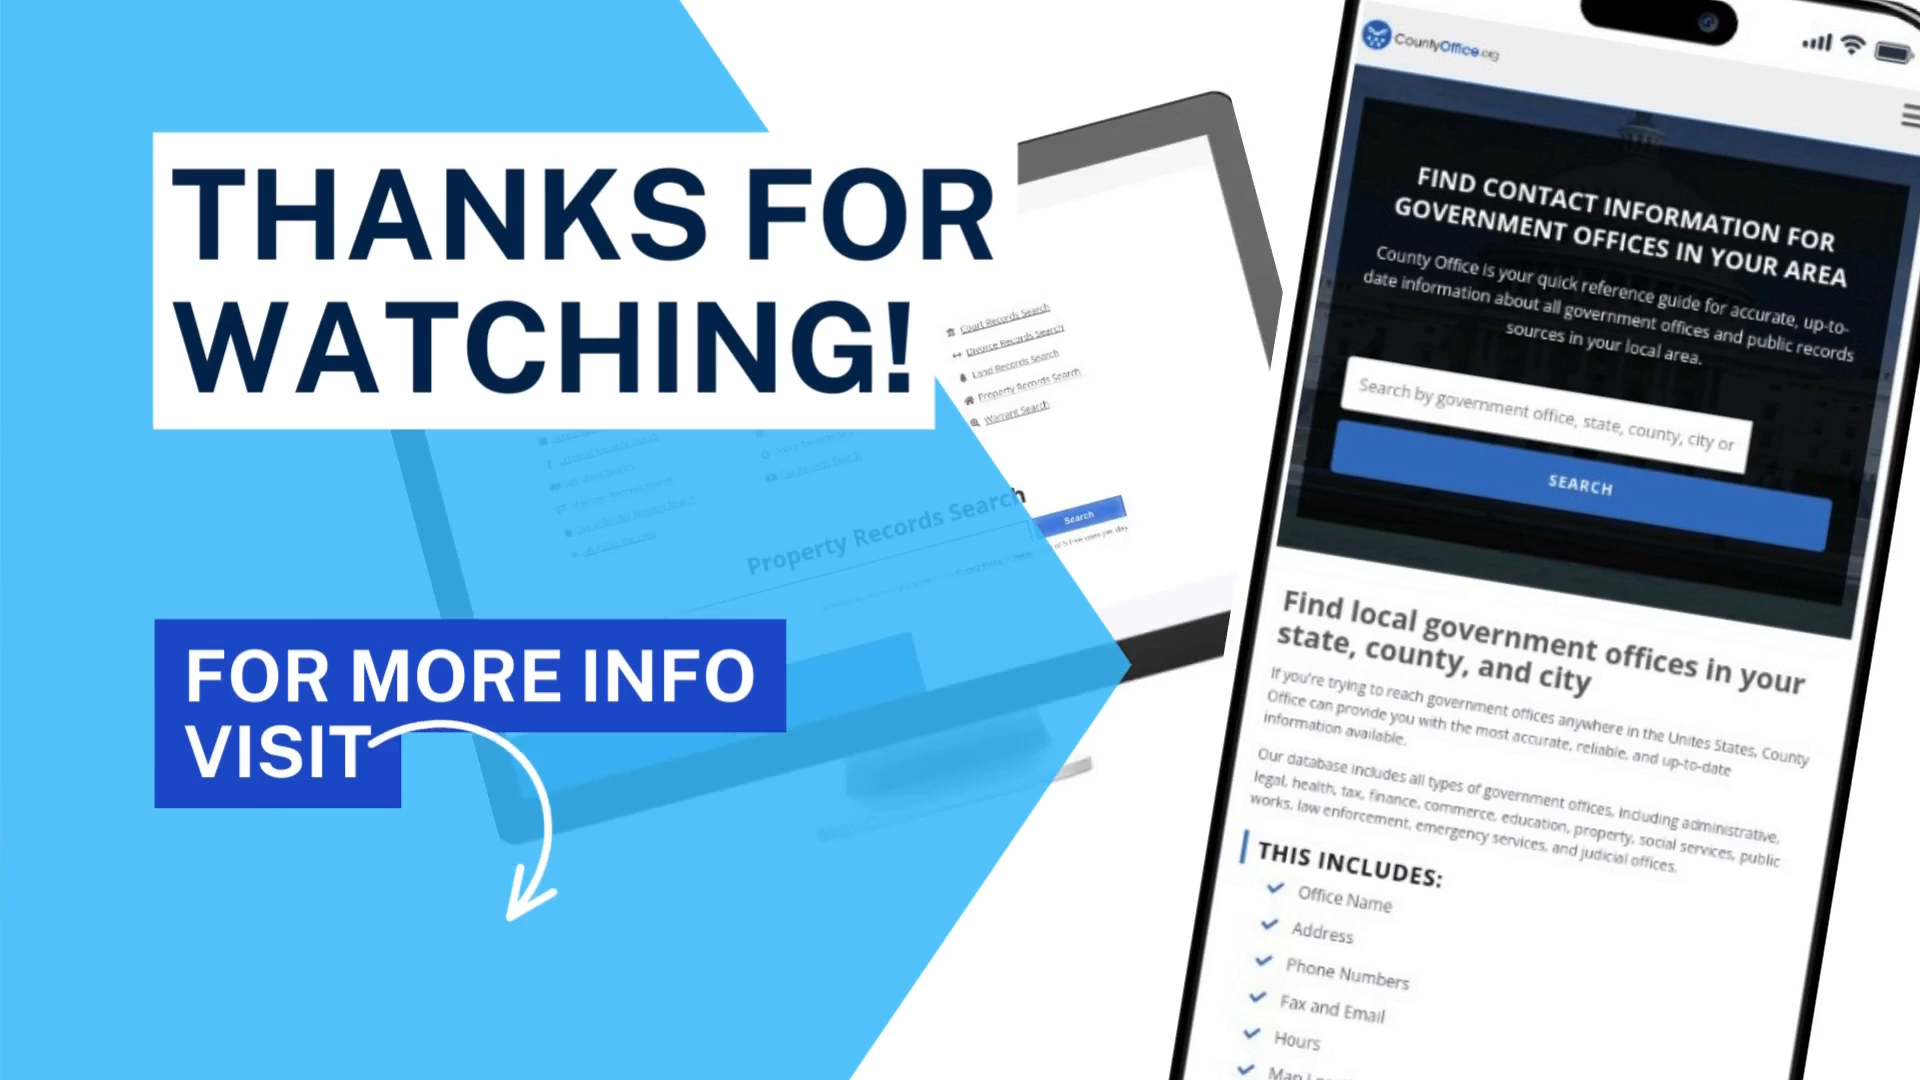 THANKS FOR
WATCHING!
FOR MORE INFO
VISIT
Court Records Search
Divorce Records Search
Land Records Search
Property Records Search
Warrant Search
Property Records Search
Search
CountyOffice.org
FIND CONTACT INFORMATION FOR
GOVERNMENT OFFICES IN YOUR AREA
County Office is your quick reference guide for accurate, up-to-
date information about all government offices and public records
sources in your local area.
Search by government office, state, county, city or
SEARCH
Find local government offices in your
state, county, and city
If you're trying to reach government offices anywhere in the Unites States, County
Office can provide you with the most accurate, reliable, and up-to-date
information available.
Our database includes all types of government offices, including administrative,
legal, health, tax, finance, commerce, education, property, social services, public
works, law enforcement, emergency services, and judicial offices.
THIS INCLUDES:
Office Name
Address
Phone Numbers
Fax and Email
Hours